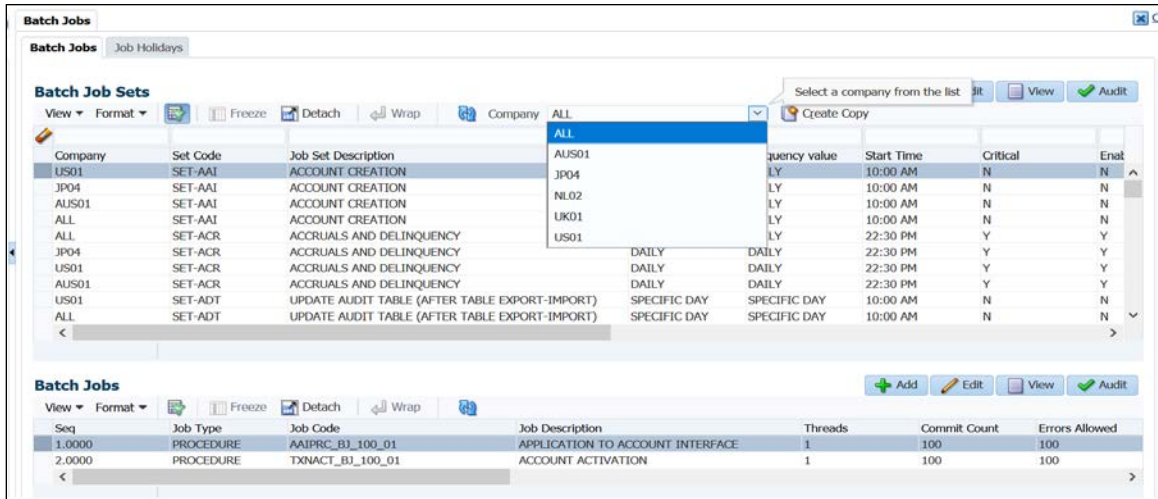 Batch Jobs
Batch Jobs Job Holidays
Batch Job Sets
Select a company from the list
View Audit
View Format Freeze Detach Wrap Company ALL Create Copy
ALL
AUS01
JP04
NL02
UK01
US01
Company Set Code Job Set Description value Start Time Critical
US01 SET-AAI ACCOUNT CREATION 10:00 AM N N
JP04 SET-AAI ACCOUNT CREATION 10:00 AM N N
AUS01 SET-AAI ACCOUNT CREATION 10:00 AM N N
ALL SET-AAI ACCOUNT CREATION 10:00 AM N N
ALL SET-ACR ACCRUALS AND DELINQUENCY 22:30 PM Y Y
JP04 SET-ACR ACCRUALS AND DELINQUENCY DAILY DAILY 22:30 PM Y Y
US01 SET-ACR ACCRUALS AND DELINQUENCY DAILY DAILY 22:30 PM Y Y
AUS01 SET-ACR ACCRUALS AND DELINQUENCY DAILY DAILY 22:30 PM Y Y
US01 SET-ADT UPDATE AUDIT TABLE (AFTER TABLE EXPORT-IMPORT) SPECIFIC DAY SPECIFIC DAY 10:00 AM N N
ALL SET-ADT UPDATE AUDIT TABLE (AFTER TABLE EXPORT-IMPORT) SPECIFIC DAY SPECIFIC DAY 10:00 AM N N
Batch Jobs
Add Edit View Audit
View Format Freeze Detach Wrap
Seq Job Type Job Code Job Description Threads Commit Count Errors Allowed
1.0000 PROCEDURE AAIPRC_BJ_100_01 APPLICATION TO ACCOUNT INTERFACE 1 100 100
2.0000 PROCEDURE TXNACT_BJ_100_01 ACCOUNT ACTIVATION 1 100 100